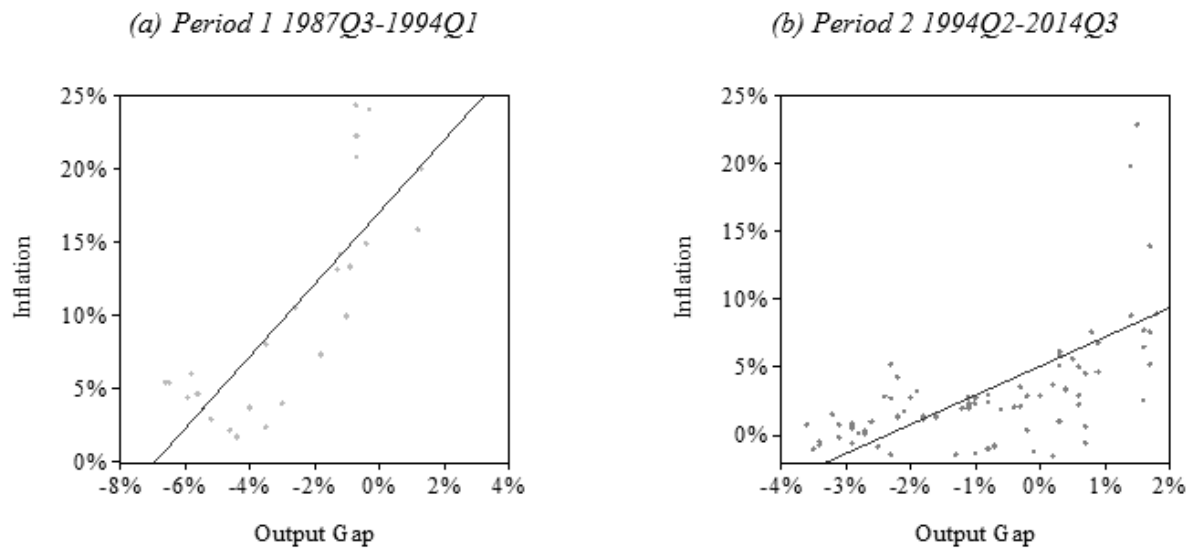 (a) Period 1 1987Q3-1994Q1
(b) Period 2 1994Q2-2014Q3
25%
20%
15%
10%
5%
0%
Inflation
-8% -6% -4% -2% 0% 2% 4%
Output Gap
25%
20%
15%
10%
5%
0%
Inflation
-4% -3% -2% -1% 0% 1% 2%
Output Gap